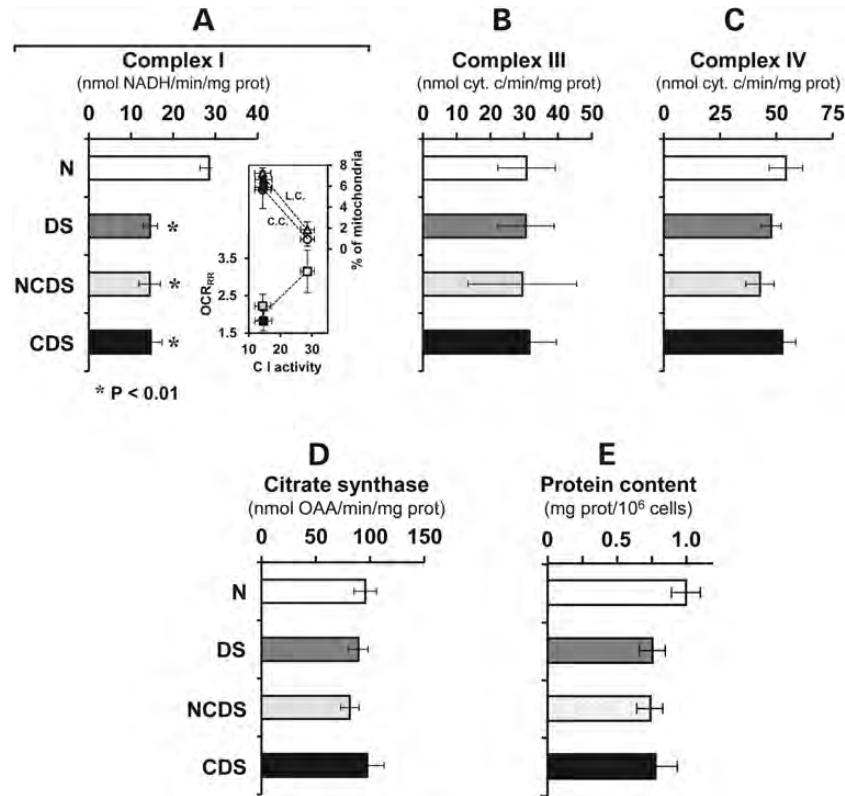 A
Complex I
(nmol NADH/min/mg prot)
0 10 20 30 40
N
DS *
NCDS *
CDS *
* P < 0.01
8
6
4
2
0
% of mitochondria
L.C.
C.C.
3.5
2.5
1.5
OCR_RR
10 20 30
C I activity
B
Complex III
(nmol cyt. c/min/mg prot)
0 10 20 30 40 50
C
Complex IV
(nmol cyt. c/min/mg prot)
0 25 50 75
D
Citrate synthase
(nmol OAA/min/mg prot)
0 50 100 150
N
DS
NCDS
CDS
E
Protein content
(mg prot/10⁶ cells)
0 0.5 1.0